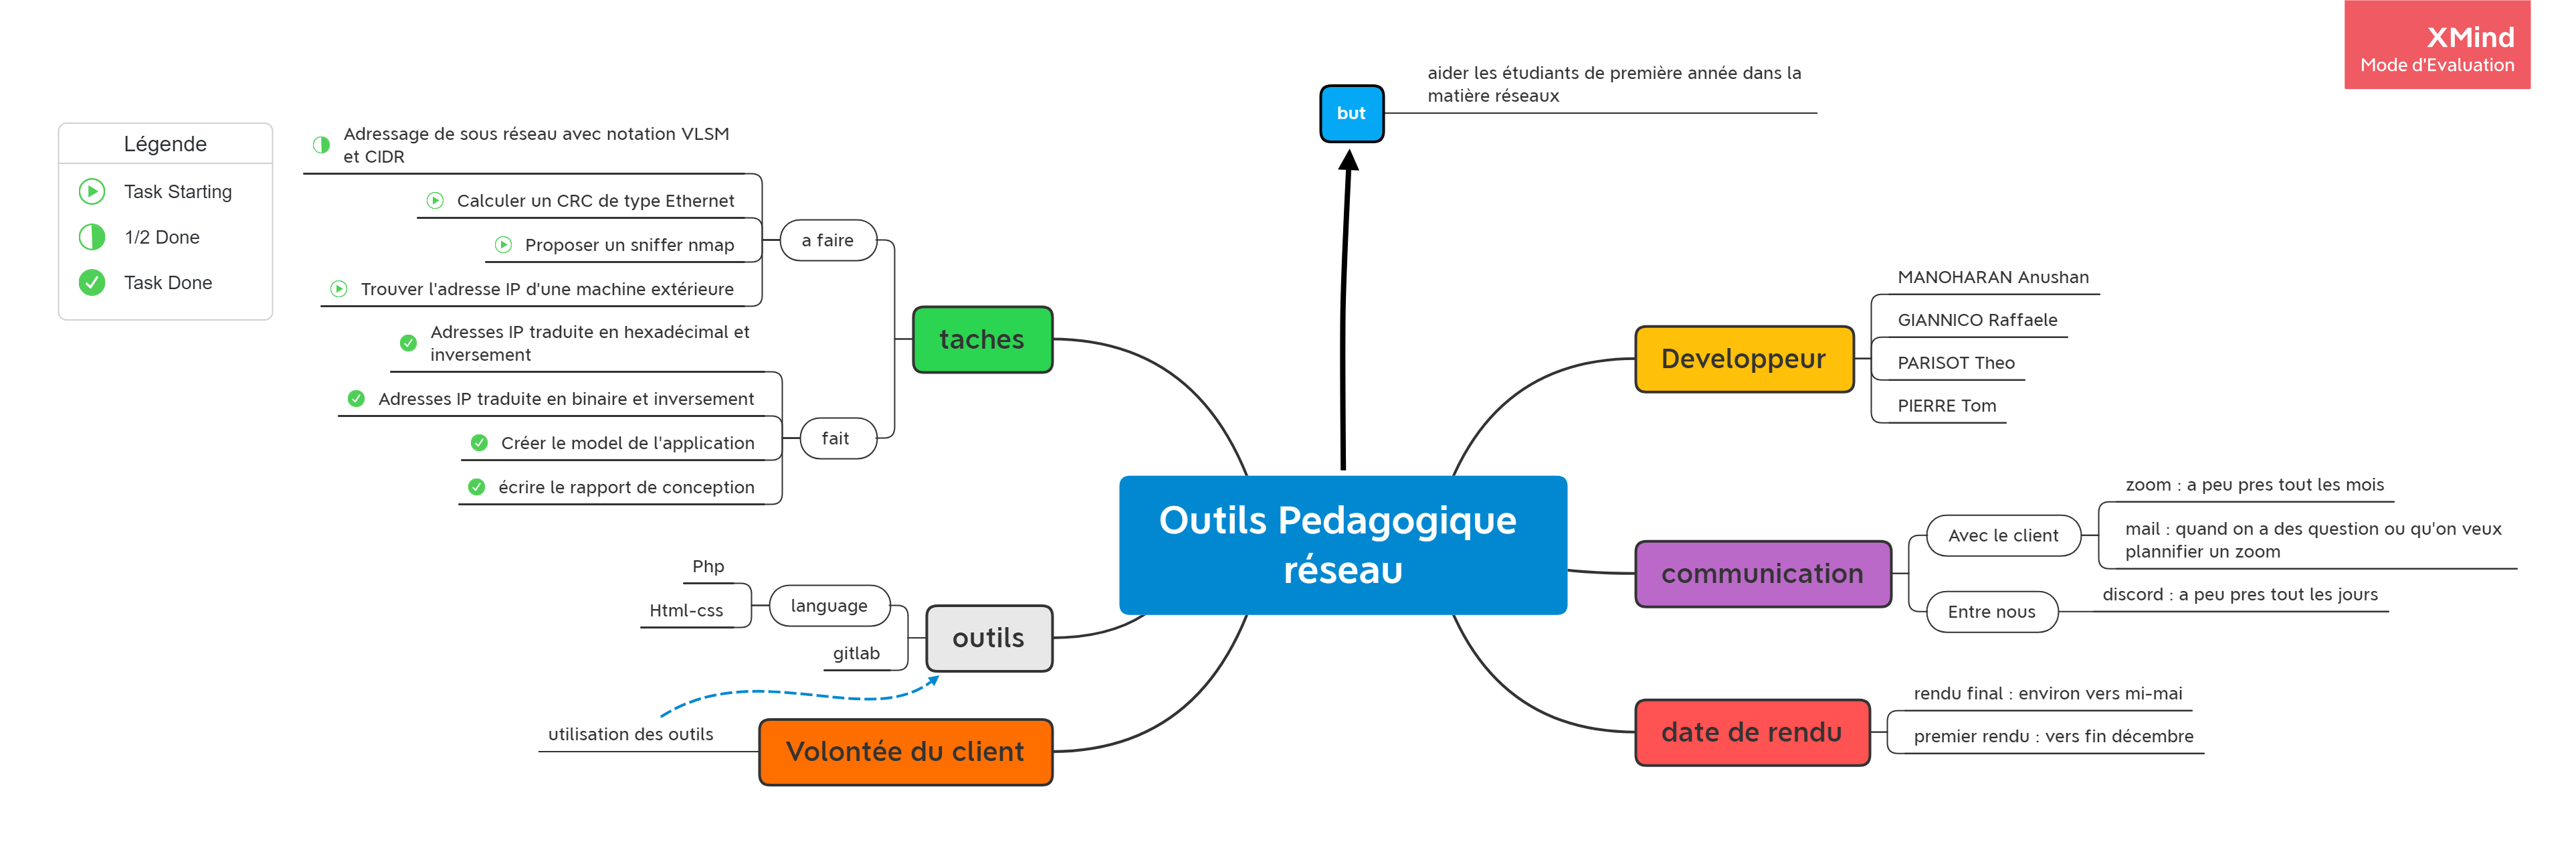 XMind
Mode d'Evaluation
but
aider les étudiants de première année dans la
matière réseaux
Légende
Task Starting
1/2 Done
Task Done
Adressage de sous réseau avec notation VLSM
et CIDR
Calculer un CRC de type Ethernet
Proposer un sniffer nmap
Trouver l'adresse IP d'une machine extérieure
a faire
Adresses IP traduite en hexadécimal et
inversement
Adresses IP traduite en binaire et inversement
Créer le model de l'application
écrire le rapport de conception
fait
taches
Developpeur
MANOHARAN Anushan
GIANNICO Raffaele
PARISOT Theo
PIERRE Tom
Outils Pedagogique
réseau
communication
Avec le client
zoom : a peu pres tout les mois
mail : quand on a des question ou qu'on veux
plannifier un zoom
Entre nous
discord : a peu pres tout les jours
Php
Html-css
language
gitlab
outils
utilisation des outils
Volontée du client
date de rendu
rendu final : environ vers mi-mai
premier rendu : vers fin décembre